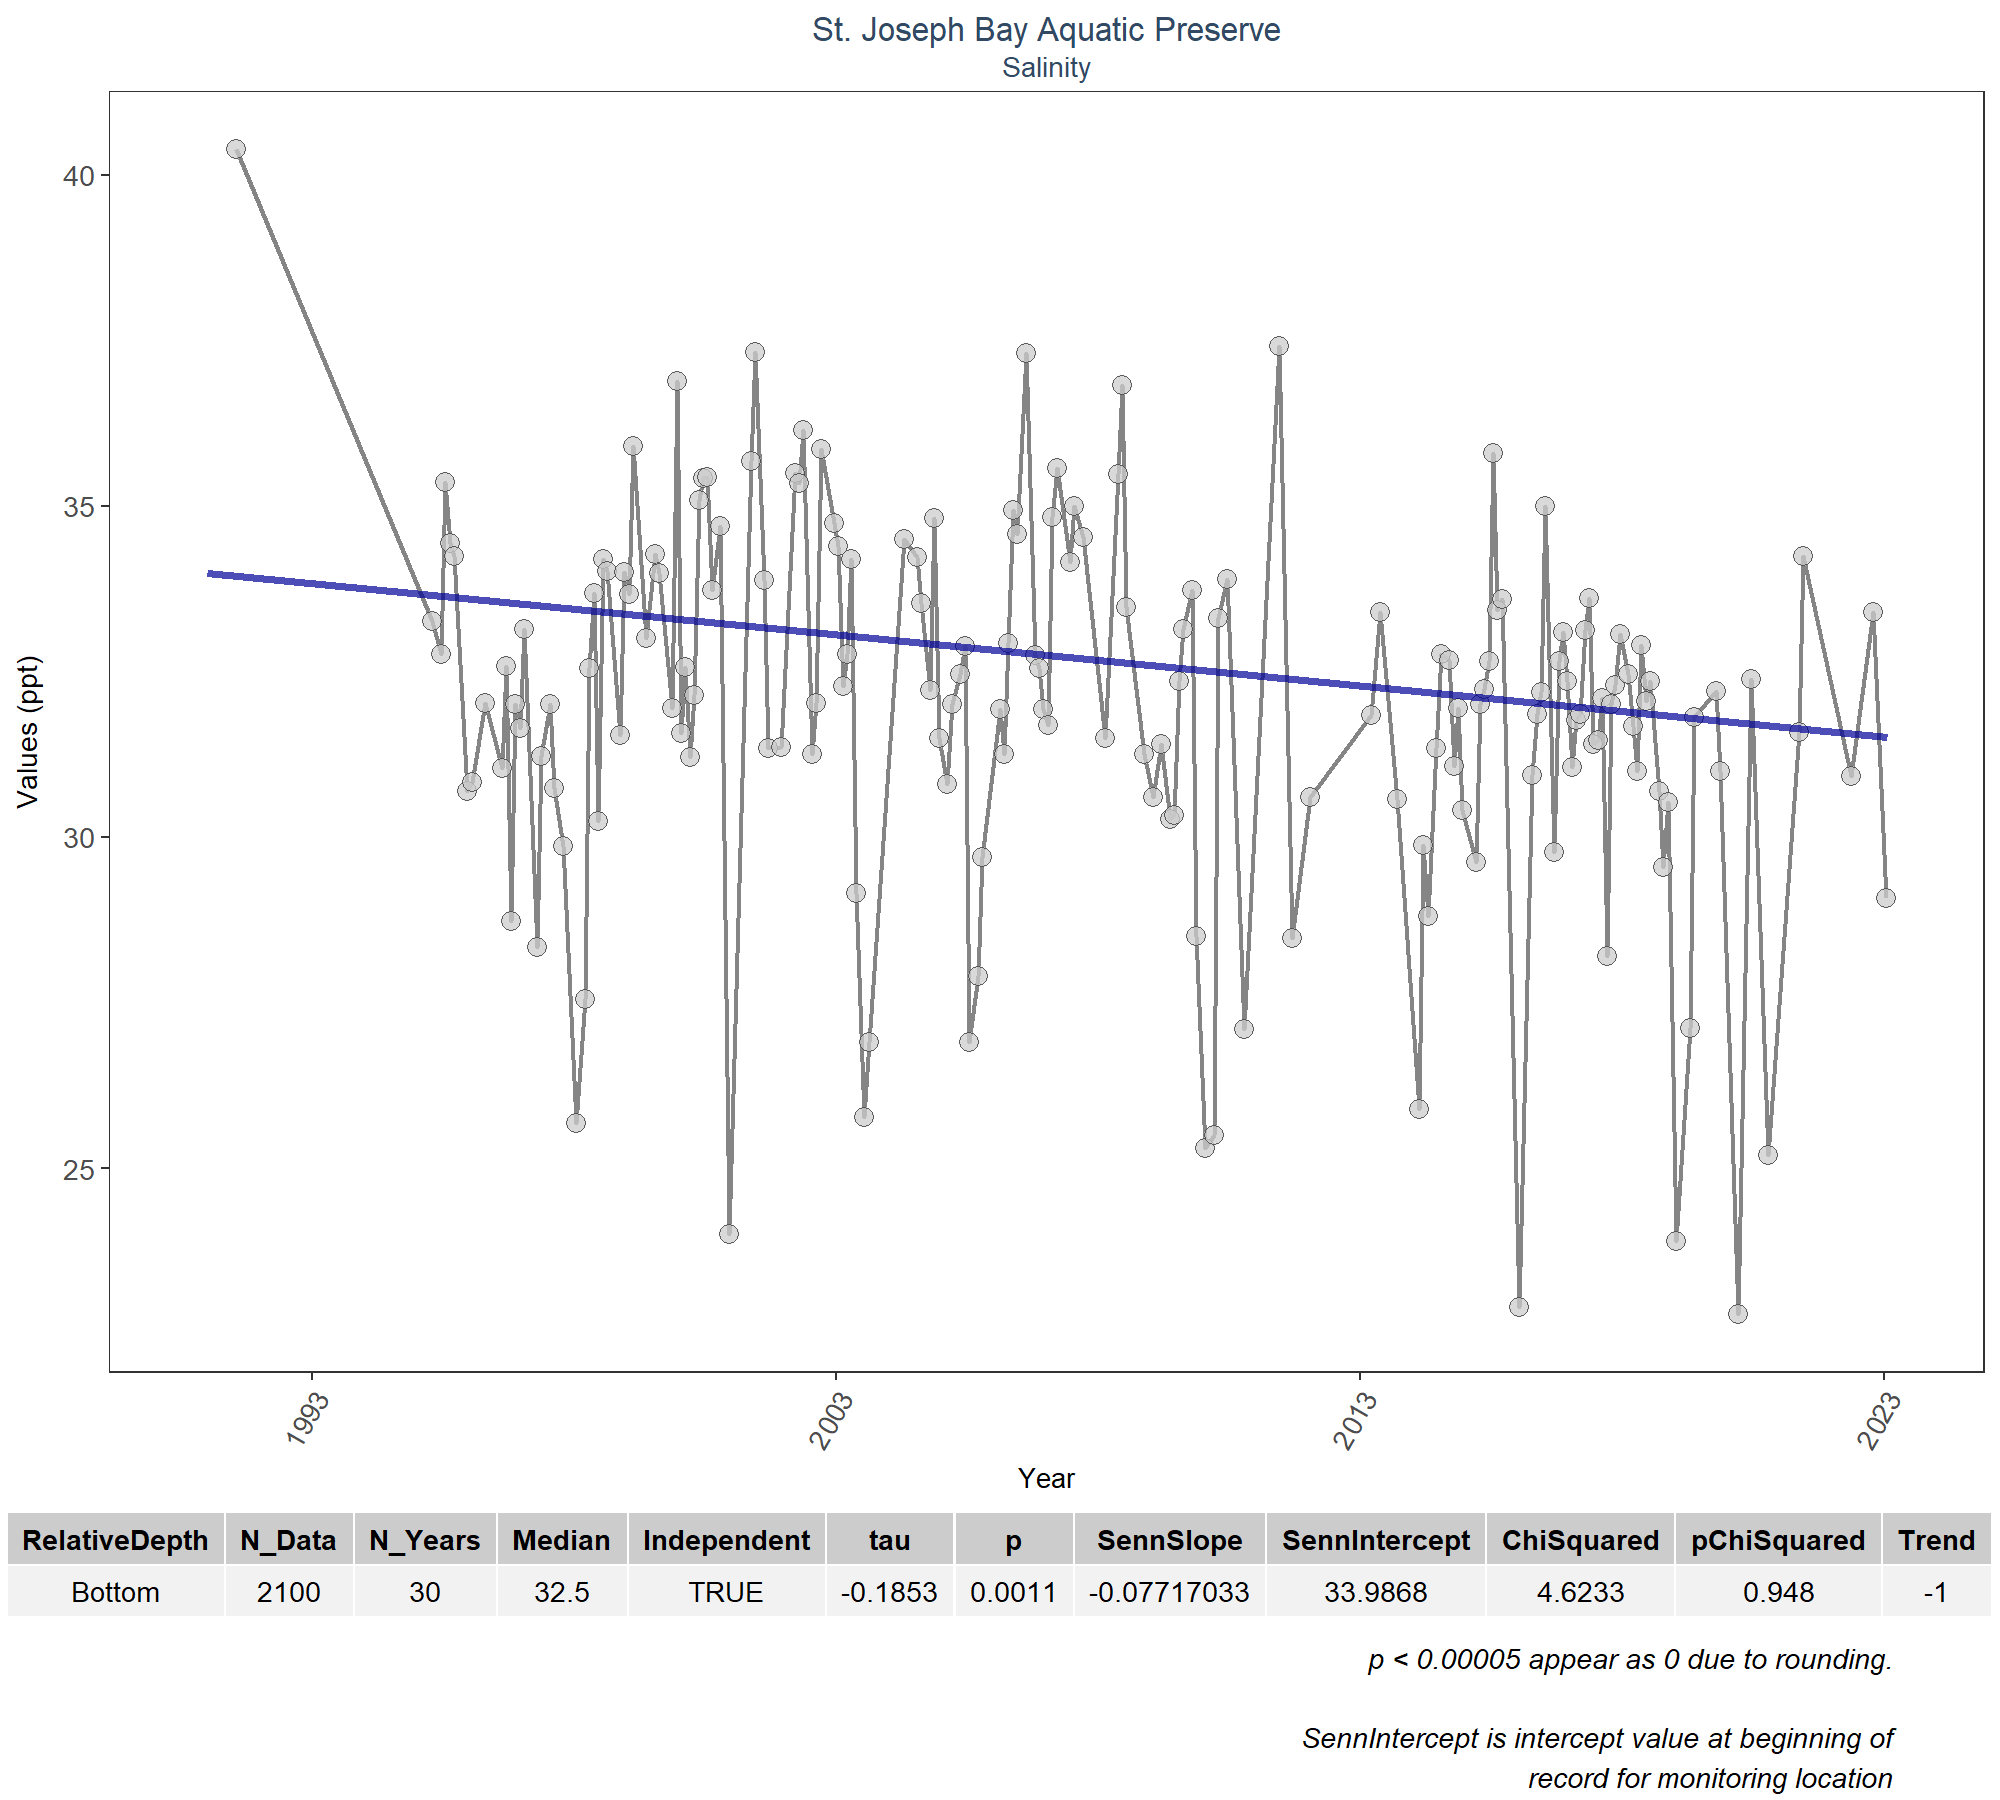 St. Joseph Bay Aquatic Preserve
Salinity
40
35
30
25
Values (ppt)
1993
2003
2013
2023
Year
RelativeDepth N_Data N_Years Median Independent tau p SennSlope SennIntercept ChiSquared pChiSquared Trend
Bottom 2100 30 32.5 TRUE -0.1853 0.0011 -0.07717033 33.9868 4.6233 0.948 -1
p < 0.00005 appear as 0 due to rounding.
SennIntercept is intercept value at beginning of
record for monitoring location